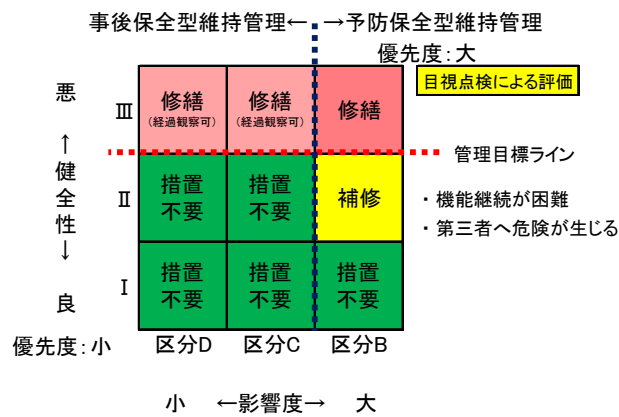 事後保全型維持管理← →予防保全型維持管理
優先度：大
目視点検による評価
悪
↑健全性↓
良
Ⅲ
修繕
（経過観察可）
修繕
（経過観察可）
修繕
管理目標ライン
Ⅱ
措置
不要
措置
不要
補修
・機能継続が困難
・第三者へ危険が生じる
Ⅰ
措置
不要
措置
不要
措置
不要
優先度：小
区分D
区分C
区分B
小 ←影響度→ 大